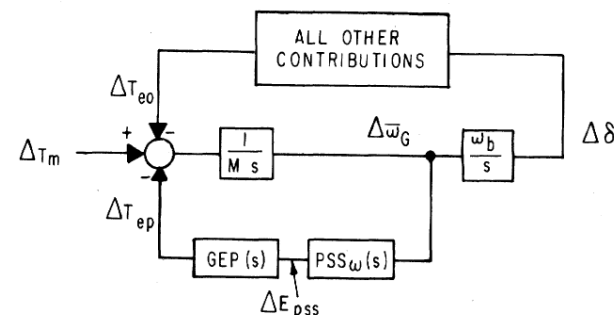 ALL OTHER
CONTRIBUTIONS
ΔT_eo
+
-
ΔT_m
1
M s
Δω̅_G
ω_b
s
Δδ
-
ΔT_ep
GEP(s)
PSS_ω(s)
ΔE_pss